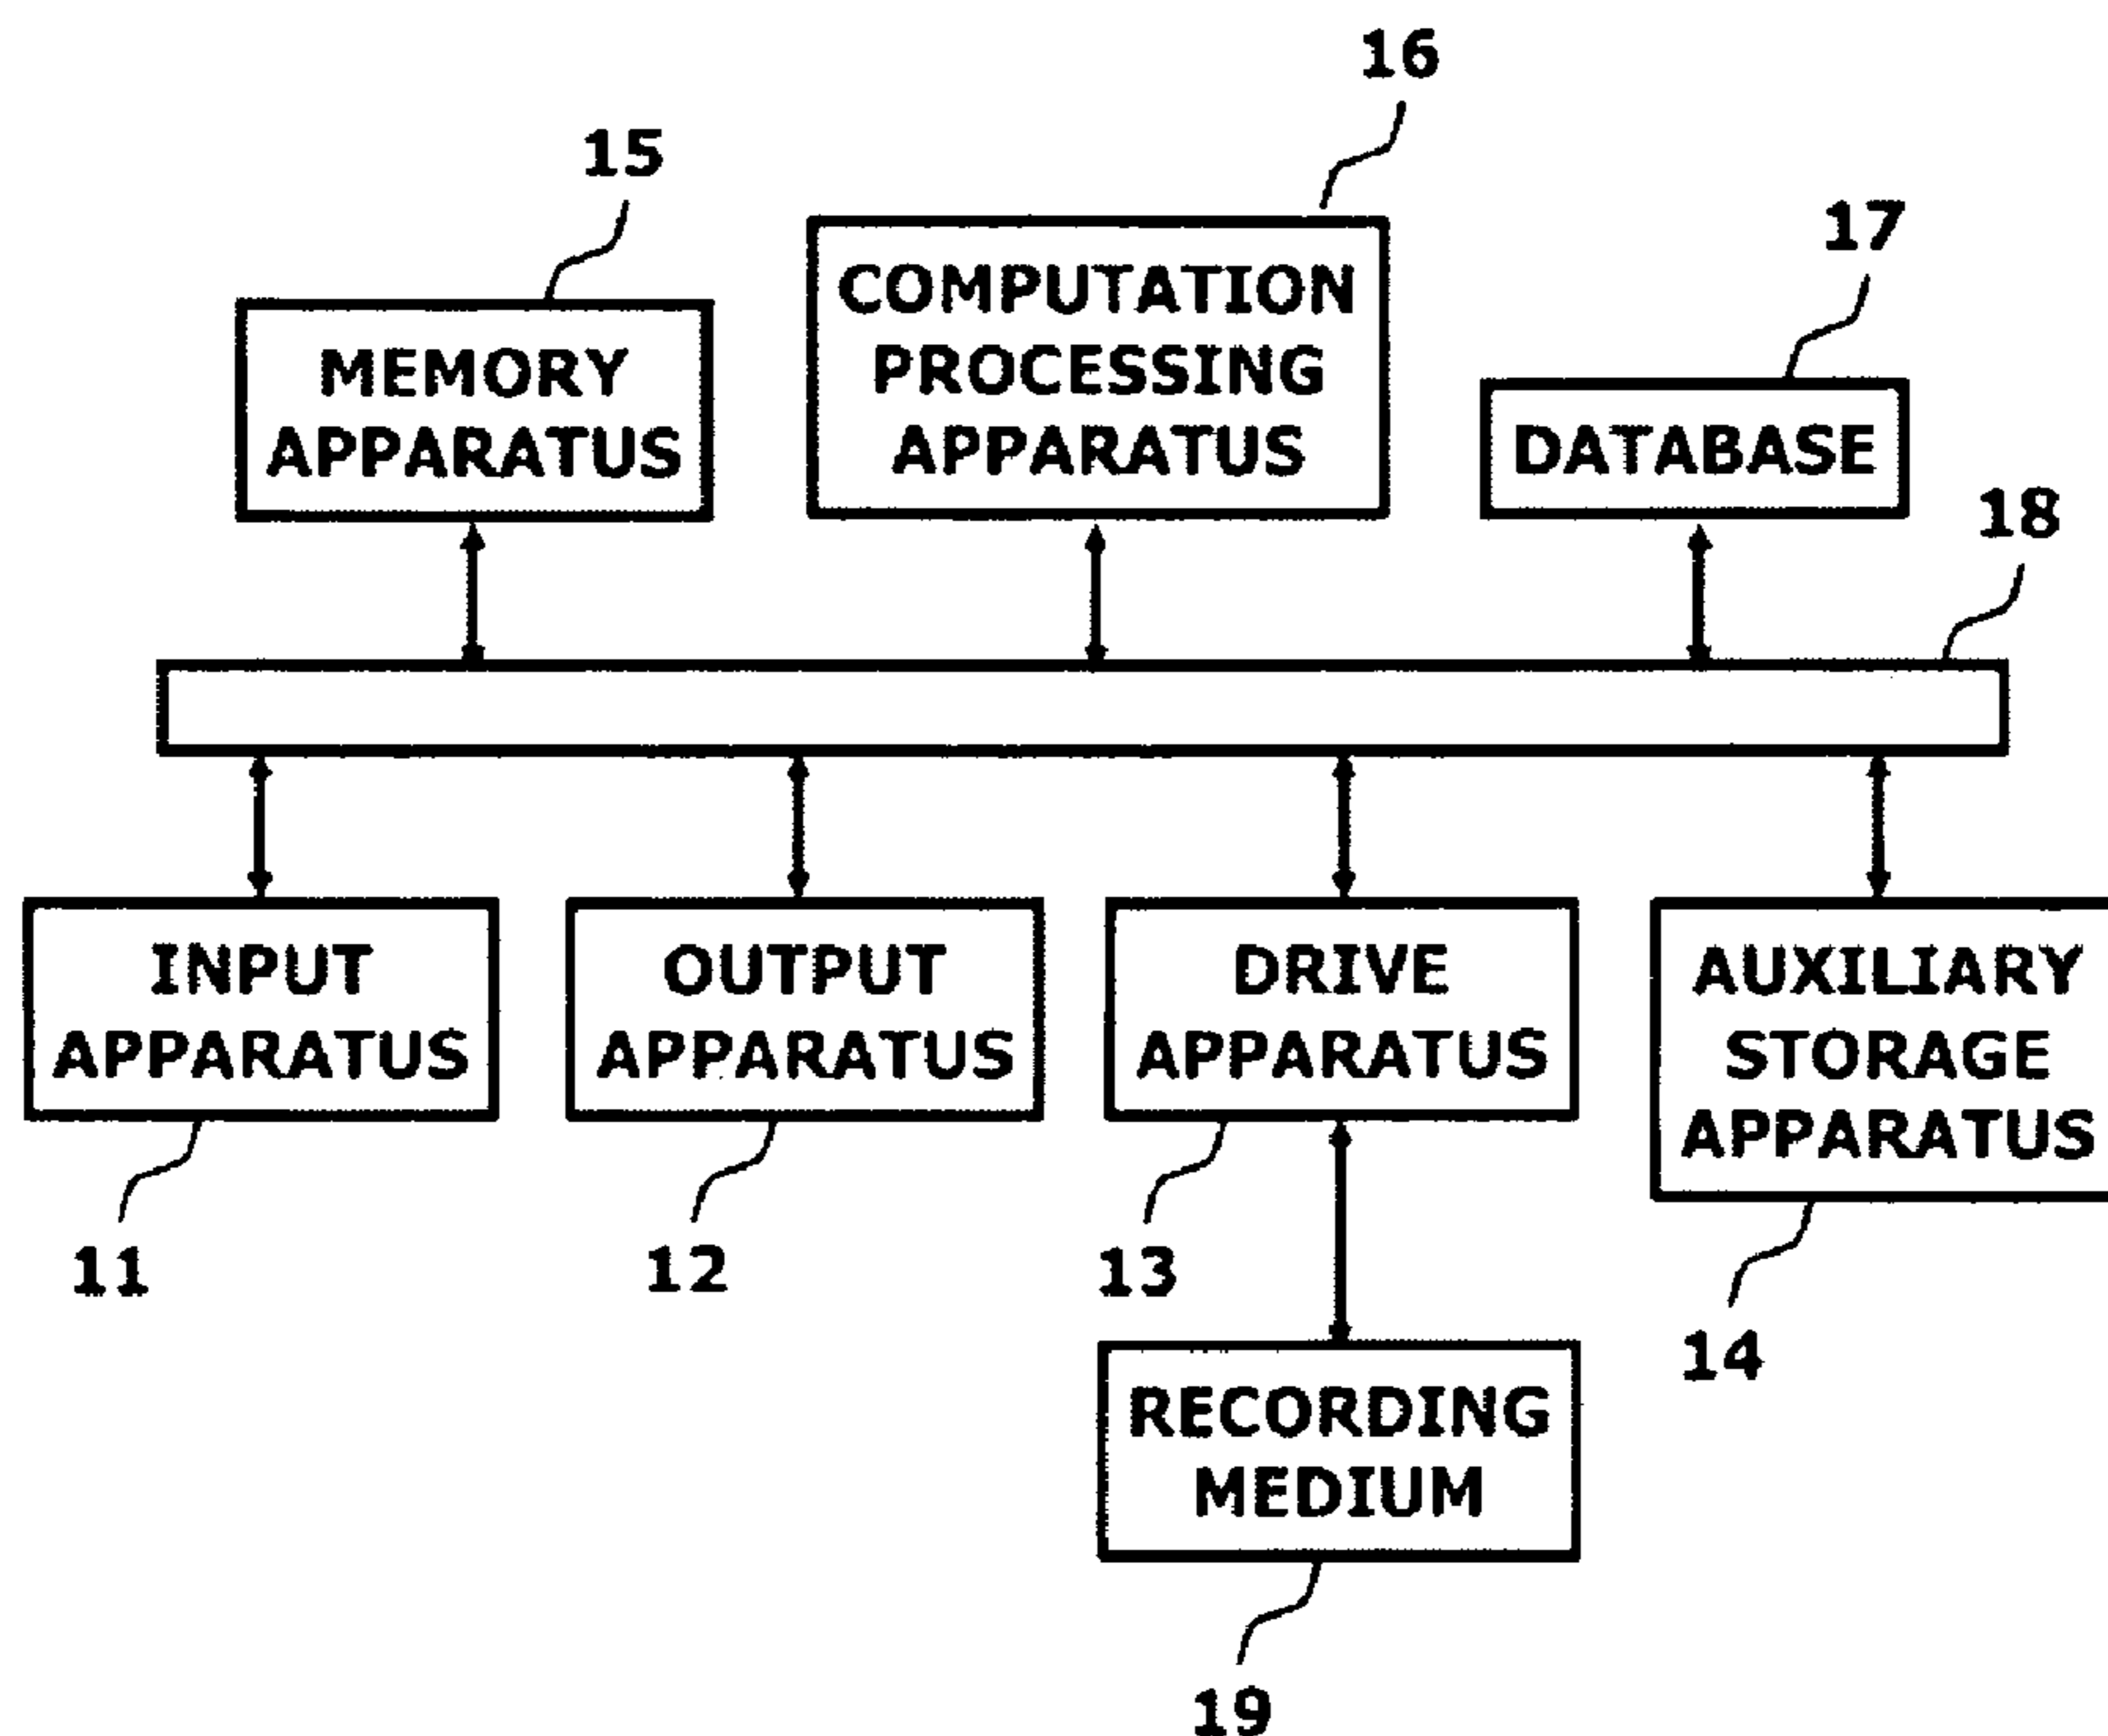 16
15
17
COMPUTATION
PROCESSING
APPARATUS
MEMORY
APPARATUS
DATABASE
18
INPUT
APPARATUS
OUTPUT
APPARATUS
DRIVE
APPARATUS
AUXILIARY
STORAGE
APPARATUS
11
12
13
14
RECORDING
MEDIUM
19